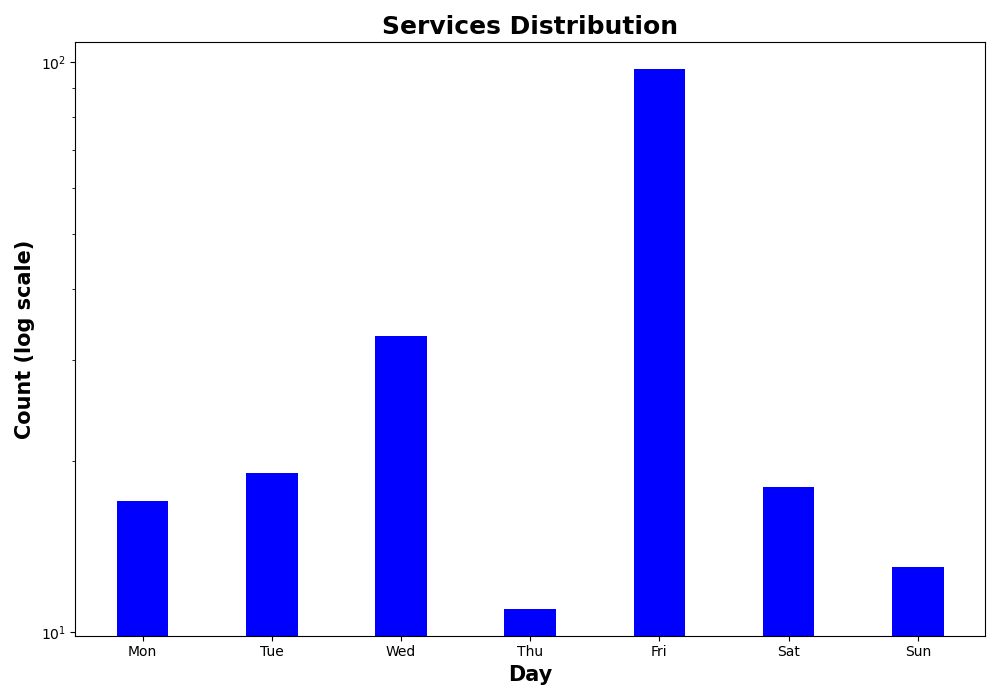 Services Distribution
Count (log scale)
10²
10¹
Mon Tue Wed Thu Fri Sat Sun
Day